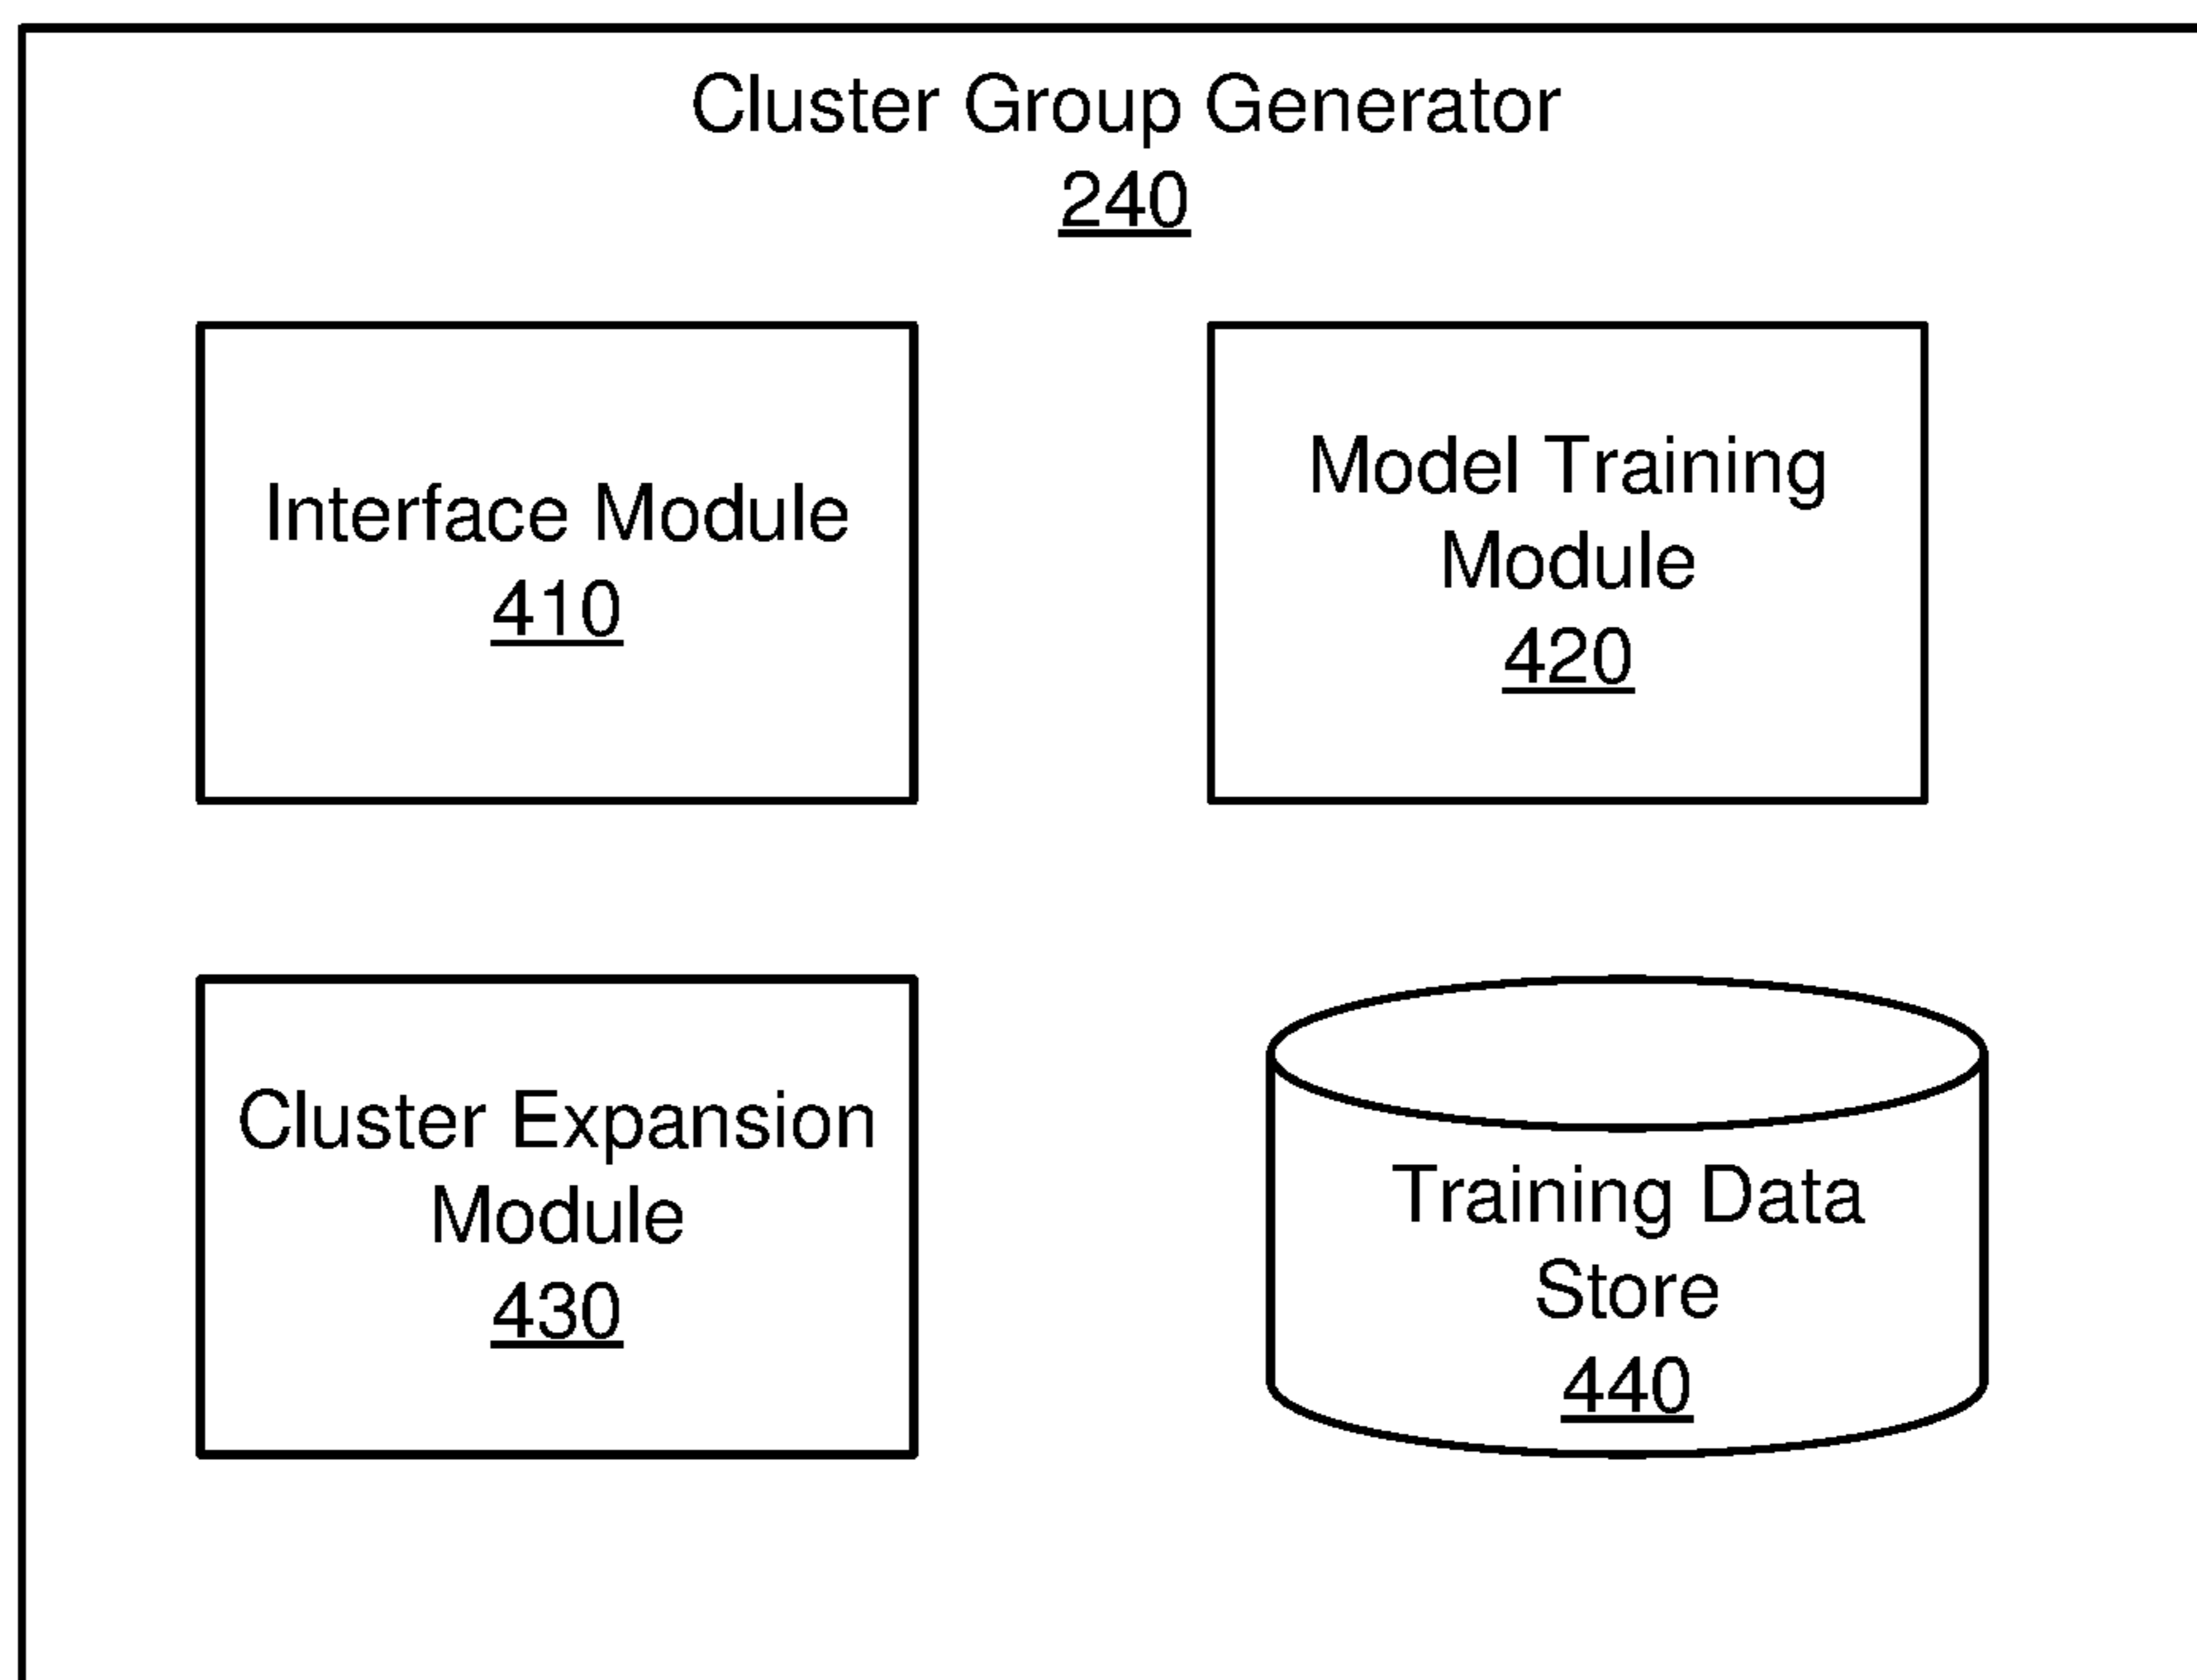 Cluster Group Generator
240
Interface Module
410
Model Training
Module
420
Cluster Expansion
Module
430
Training Data
Store
440